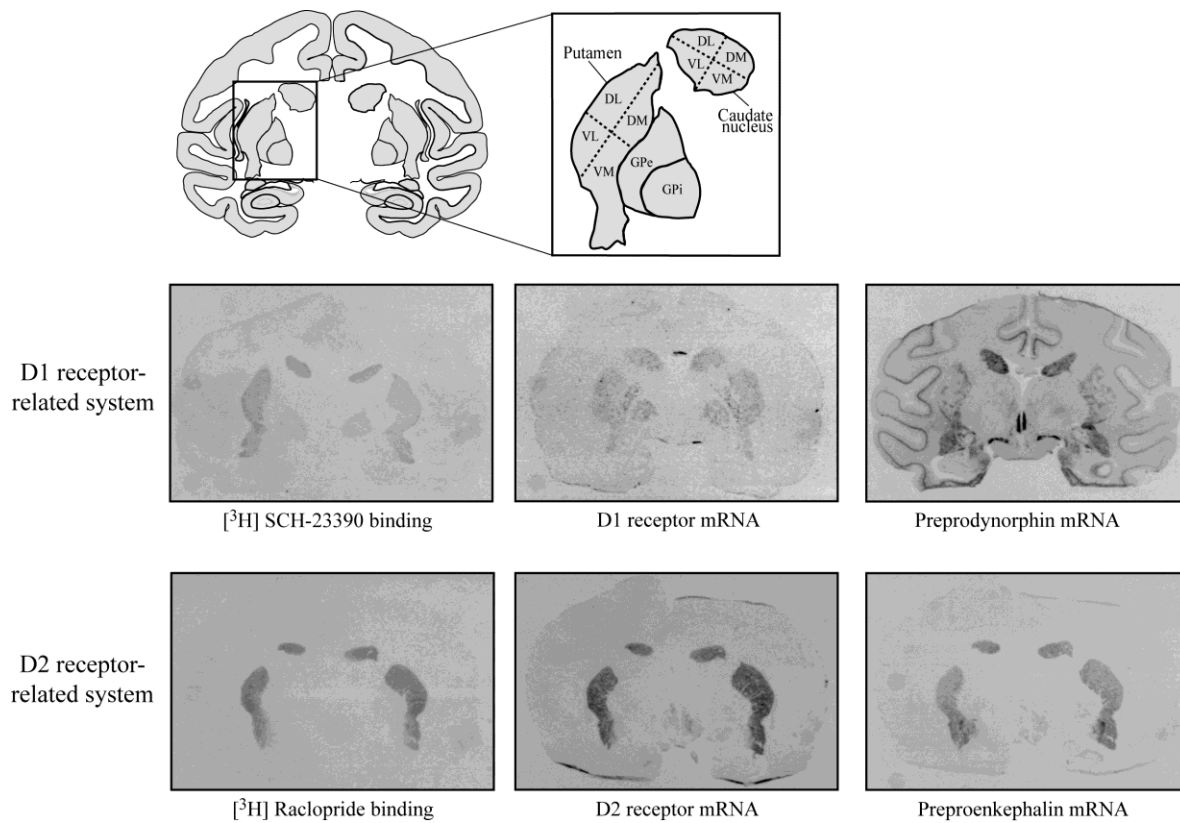 Putamen
DL
DM
VL
VM
GPe
GPi
DL
DM
VL
VM
Caudate
nucleus
D1 receptor-
related system
[³H] SCH-23390 binding
D1 receptor mRNA
Preprodynorphin mRNA
D2 receptor-
related system
[³H] Raclopride binding
D2 receptor mRNA
Preproenkephalin mRNA